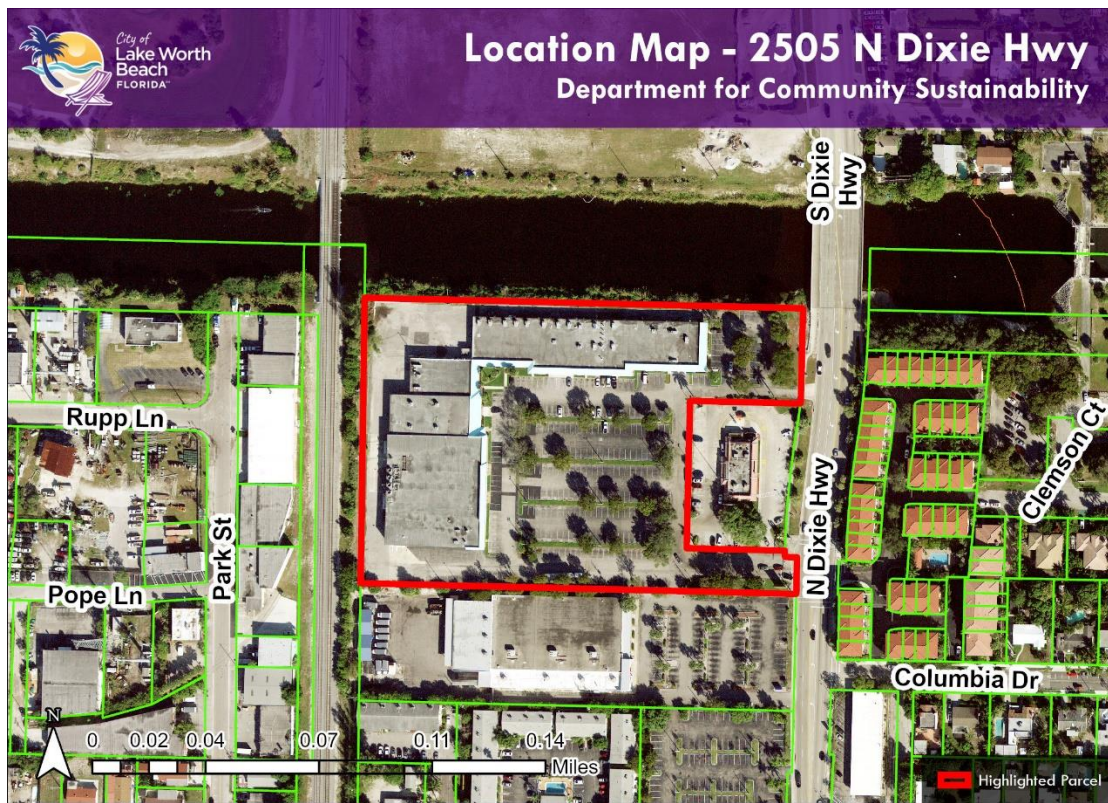 City of
Lake Worth
Beach
FLORIDA™
Location Map - 2505 N Dixie Hwy
Department for Community Sustainability
S Dixie
Hwy
Rupp Ln
Park St
Pope Ln
N Dixie Hwy
Clemson Ct
Columbia Dr
N
0 0.02 0.04 0.07 0.11 0.14
Miles
Highlighted Parcel